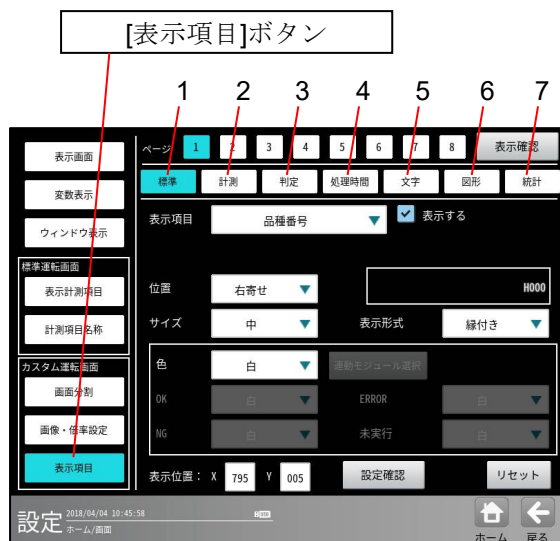 [表示項目]ボタン
1 2 3 4 5 6 7
表示画面
変数表示
ウィンドウ表示
標準運転画面
表示計測項目
計測項目名称
カスタム運転画面
画面分割
画像・倍率設定
表示項目
ページ 1 2 3 4 5 6 7 8 表示確認
標準 計測 判定 処理時間 文字 図形 統計
表示項目 品種番号 表示する
位置 右寄せ H000
サイズ 中 表示形式 縁付き
色 白 連動モジュール選択
OK 白 ERROR 白
NG 白 未実行 白
表示位置： X 795 Y 005 設定確認 リセット
設定 2018/04/04 10:45:58
ホーム/画面
ホーム 戻る